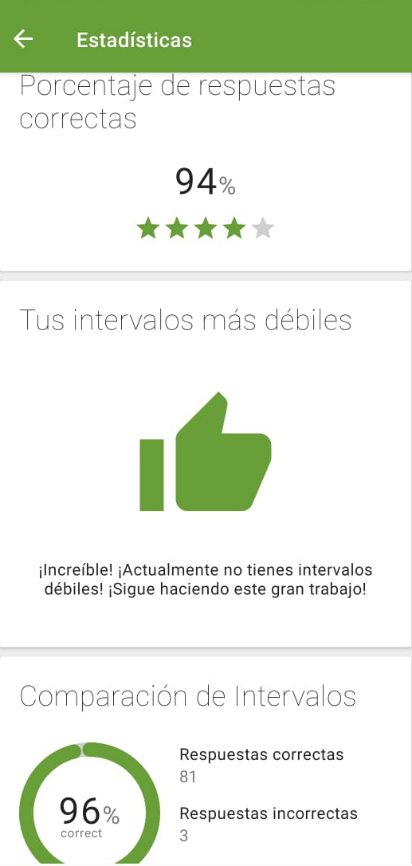 Estadísticas
Porcentaje de respuestas
correctas
94%
Tus intervalos más débiles
¡Increíble! ¡Actualmente no tienes intervalos
débiles! ¡Sigue haciendo este gran trabajo!
Comparación de Intervalos
Respuestas correctas
81
96%
correct
Respuestas incorrectas
3